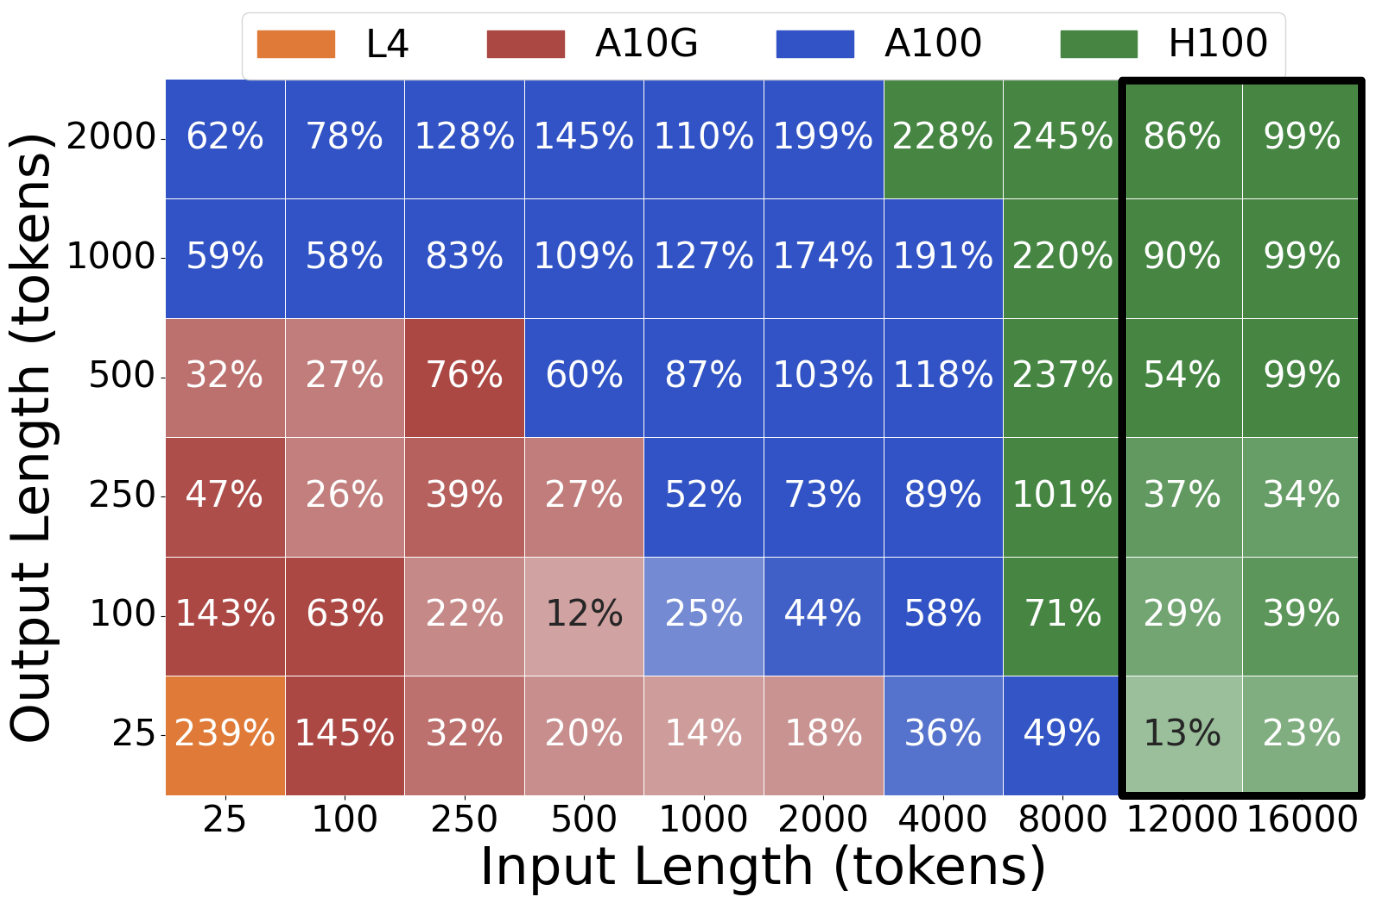 L4 A10G A100 H100
Output Length (tokens)
2000 62% 78% 128% 145% 110% 199% 228% 245% 86% 99%
1000 59% 58% 83% 109% 127% 174% 191% 220% 90% 99%
500 32% 27% 76% 60% 87% 103% 118% 237% 54% 99%
250 47% 26% 39% 27% 52% 73% 89% 101% 37% 34%
100 143% 63% 22% 12% 25% 44% 58% 71% 29% 39%
25 239% 145% 32% 20% 14% 18% 36% 49% 13% 23%
25 100 250 500 1000 2000 4000 8000 12000 16000
Input Length (tokens)